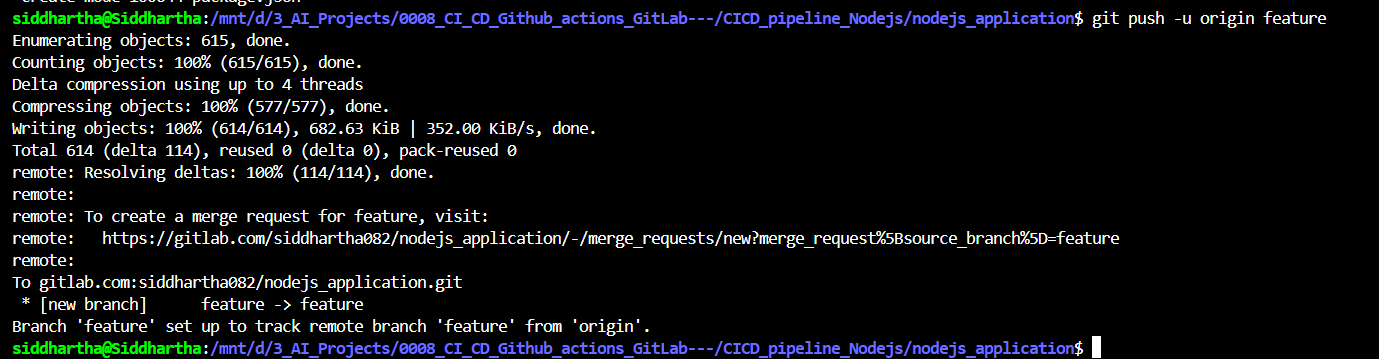 create mode 100644 package.json
siddhartha@Siddhartha:/mnt/d/3_AI_Projects/0008_CI_CD_Github_actions_GitLab---/CICD_pipeline_Nodejs/nodejs_application$ git push -u origin feature
Enumerating objects: 615, done.
Counting objects: 100% (615/615), done.
Delta compression using up to 4 threads
Compressing objects: 100% (577/577), done.
Writing objects: 100% (614/614), 682.63 KiB | 352.00 KiB/s, done.
Total 614 (delta 114), reused 0 (delta 0), pack-reused 0
remote: Resolving deltas: 100% (114/114), done.
remote:
remote: To create a merge request for feature, visit:
remote:   https://gitlab.com/siddhartha082/nodejs_application/-/merge_requests/new?merge_request%5Bsource_branch%5D=feature
remote:
To gitlab.com:siddhartha082/nodejs_application.git
 * [new branch]      feature -> feature
Branch 'feature' set up to track remote branch 'feature' from 'origin'.
siddhartha@Siddhartha:/mnt/d/3_AI_Projects/0008_CI_CD_Github_actions_GitLab---/CICD_pipeline_Nodejs/nodejs_application$